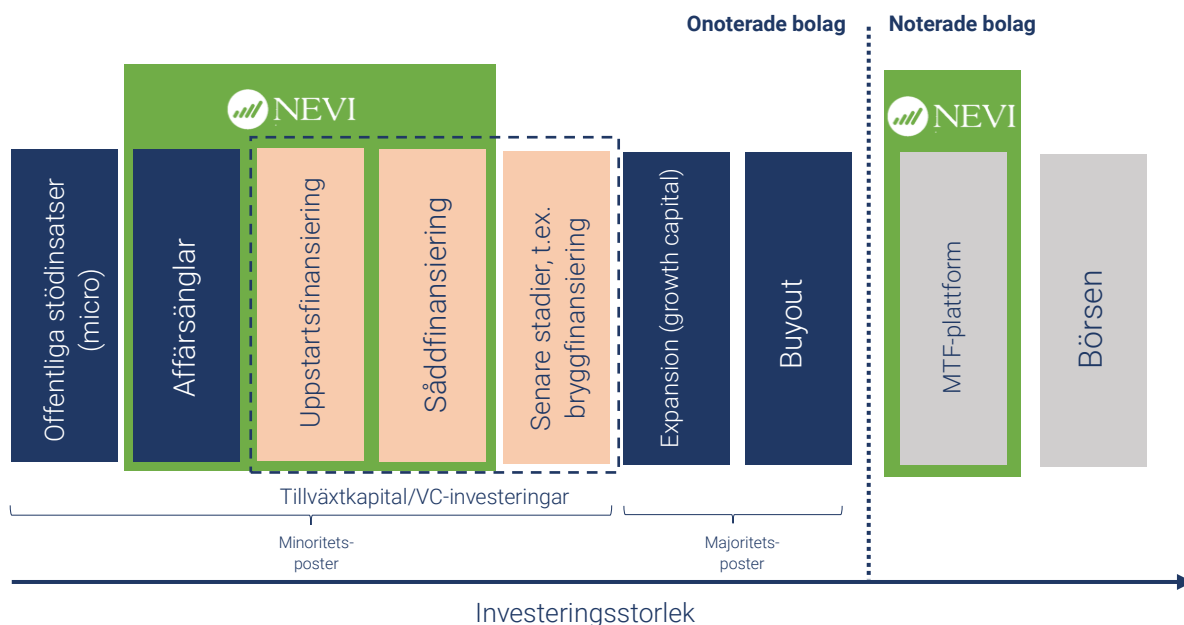 Onoterade bolag
Noterade bolag
NEVI
NEVI
Offentliga stödinsatser
(micro)
Affärsänglar
Uppstartsfinansiering
Såddfinansiering
Senare stadier, t.ex.
bryggfinansiering
Expansion (growth capital)
Buyout
MTF-plattform
Börsen
Tillväxtkapital/VC-investeringar
Minoritets-
poster
Majoritets-
poster
Investeringsstorlek